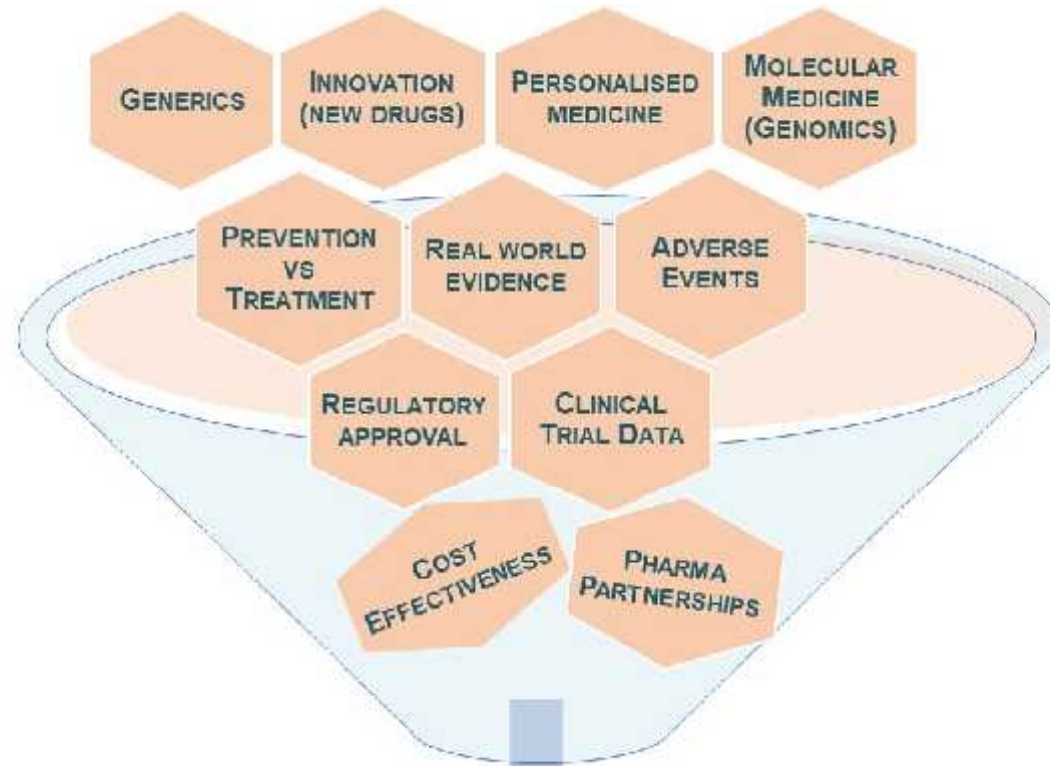 GENERICS
INNOVATION
(NEW DRUGS)
PERSONALISED
MEDICINE
MOLECULAR
MEDICINE
(GENOMICS)
PREVENTION
VS
TREATMENT
REAL WORLD
EVIDENCE
ADVERSE
EVENTS
REGULATORY
APPROVAL
CLINICAL
TRIAL DATA
COST
EFFECTIVENESS
PHARMA
PARTNERSHIPS